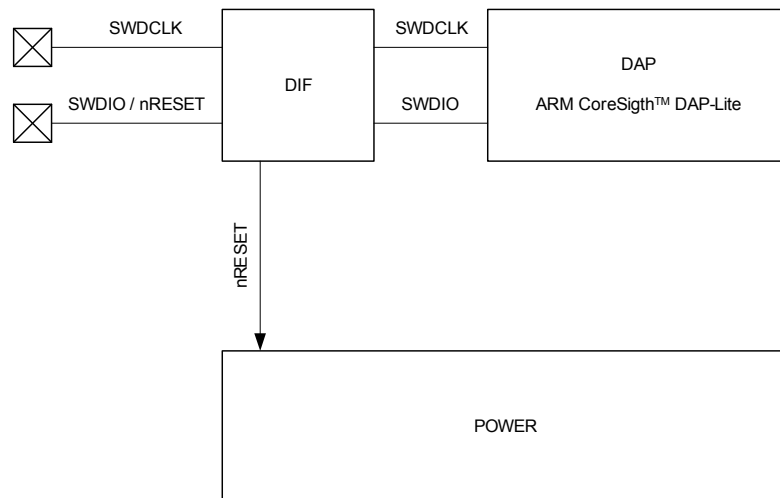 SWDCLK
SWDCLK
DAP
DIF
SWDIO / nRESET
SWDIO
ARM CoreSigth™ DAP-Lite
nRESET
POWER